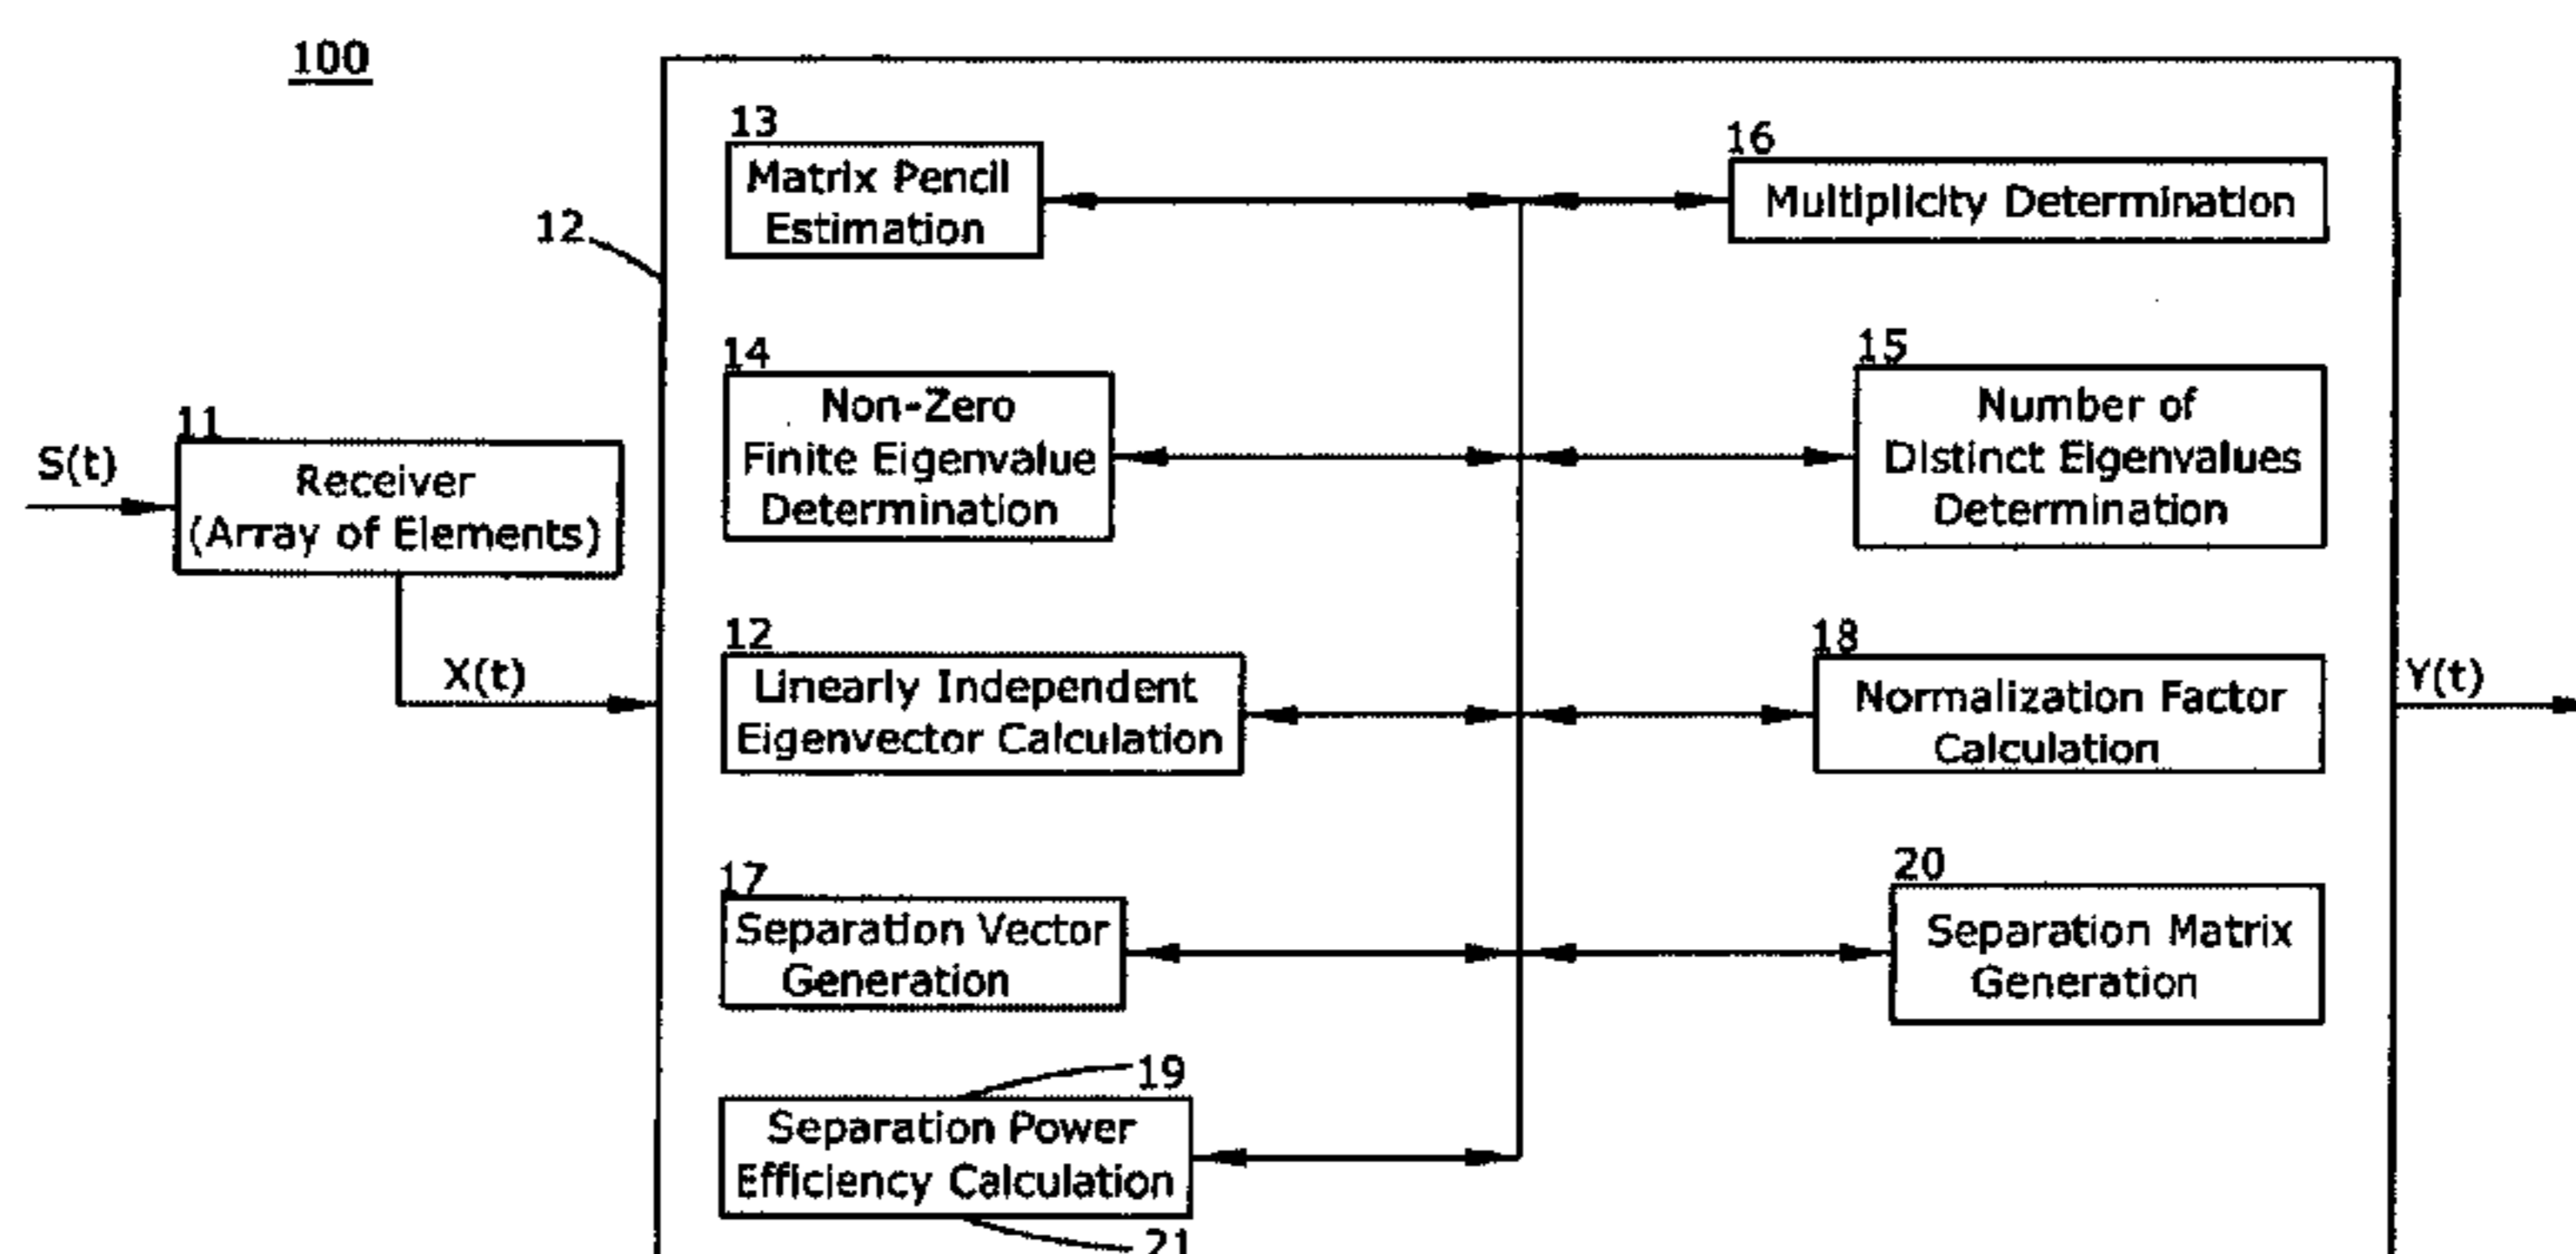 100
13
Matrix Pencil
Estimation
16
Multiplicity Determination
12
14
Non-Zero
Finite Eigenvalue
Determination
15
Number of
Distinct Eigenvalues
Determination
11
S(t)
Receiver
(Array of Elements)
X(t)
12
Linearly Independent
Eigenvector Calculation
18
Normalization Factor
Calculation
Y(t)
17
Separation Vector
Generation
20
Separation Matrix
Generation
19
Separation Power
Efficiency Calculation
21